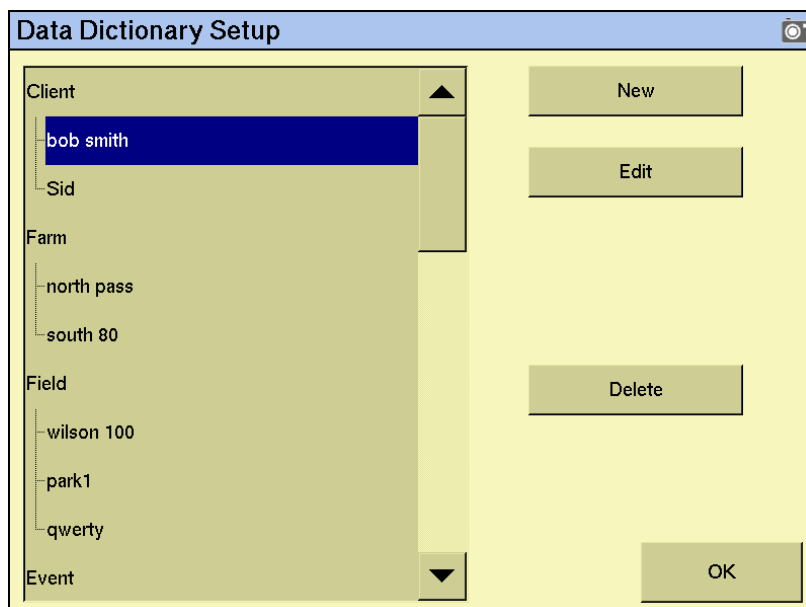 Data Dictionary Setup
Client
bob smith
Sid
Farm
north pass
south 80
Field
wilson 100
park1
qwerty
Event
New
Edit
Delete
OK